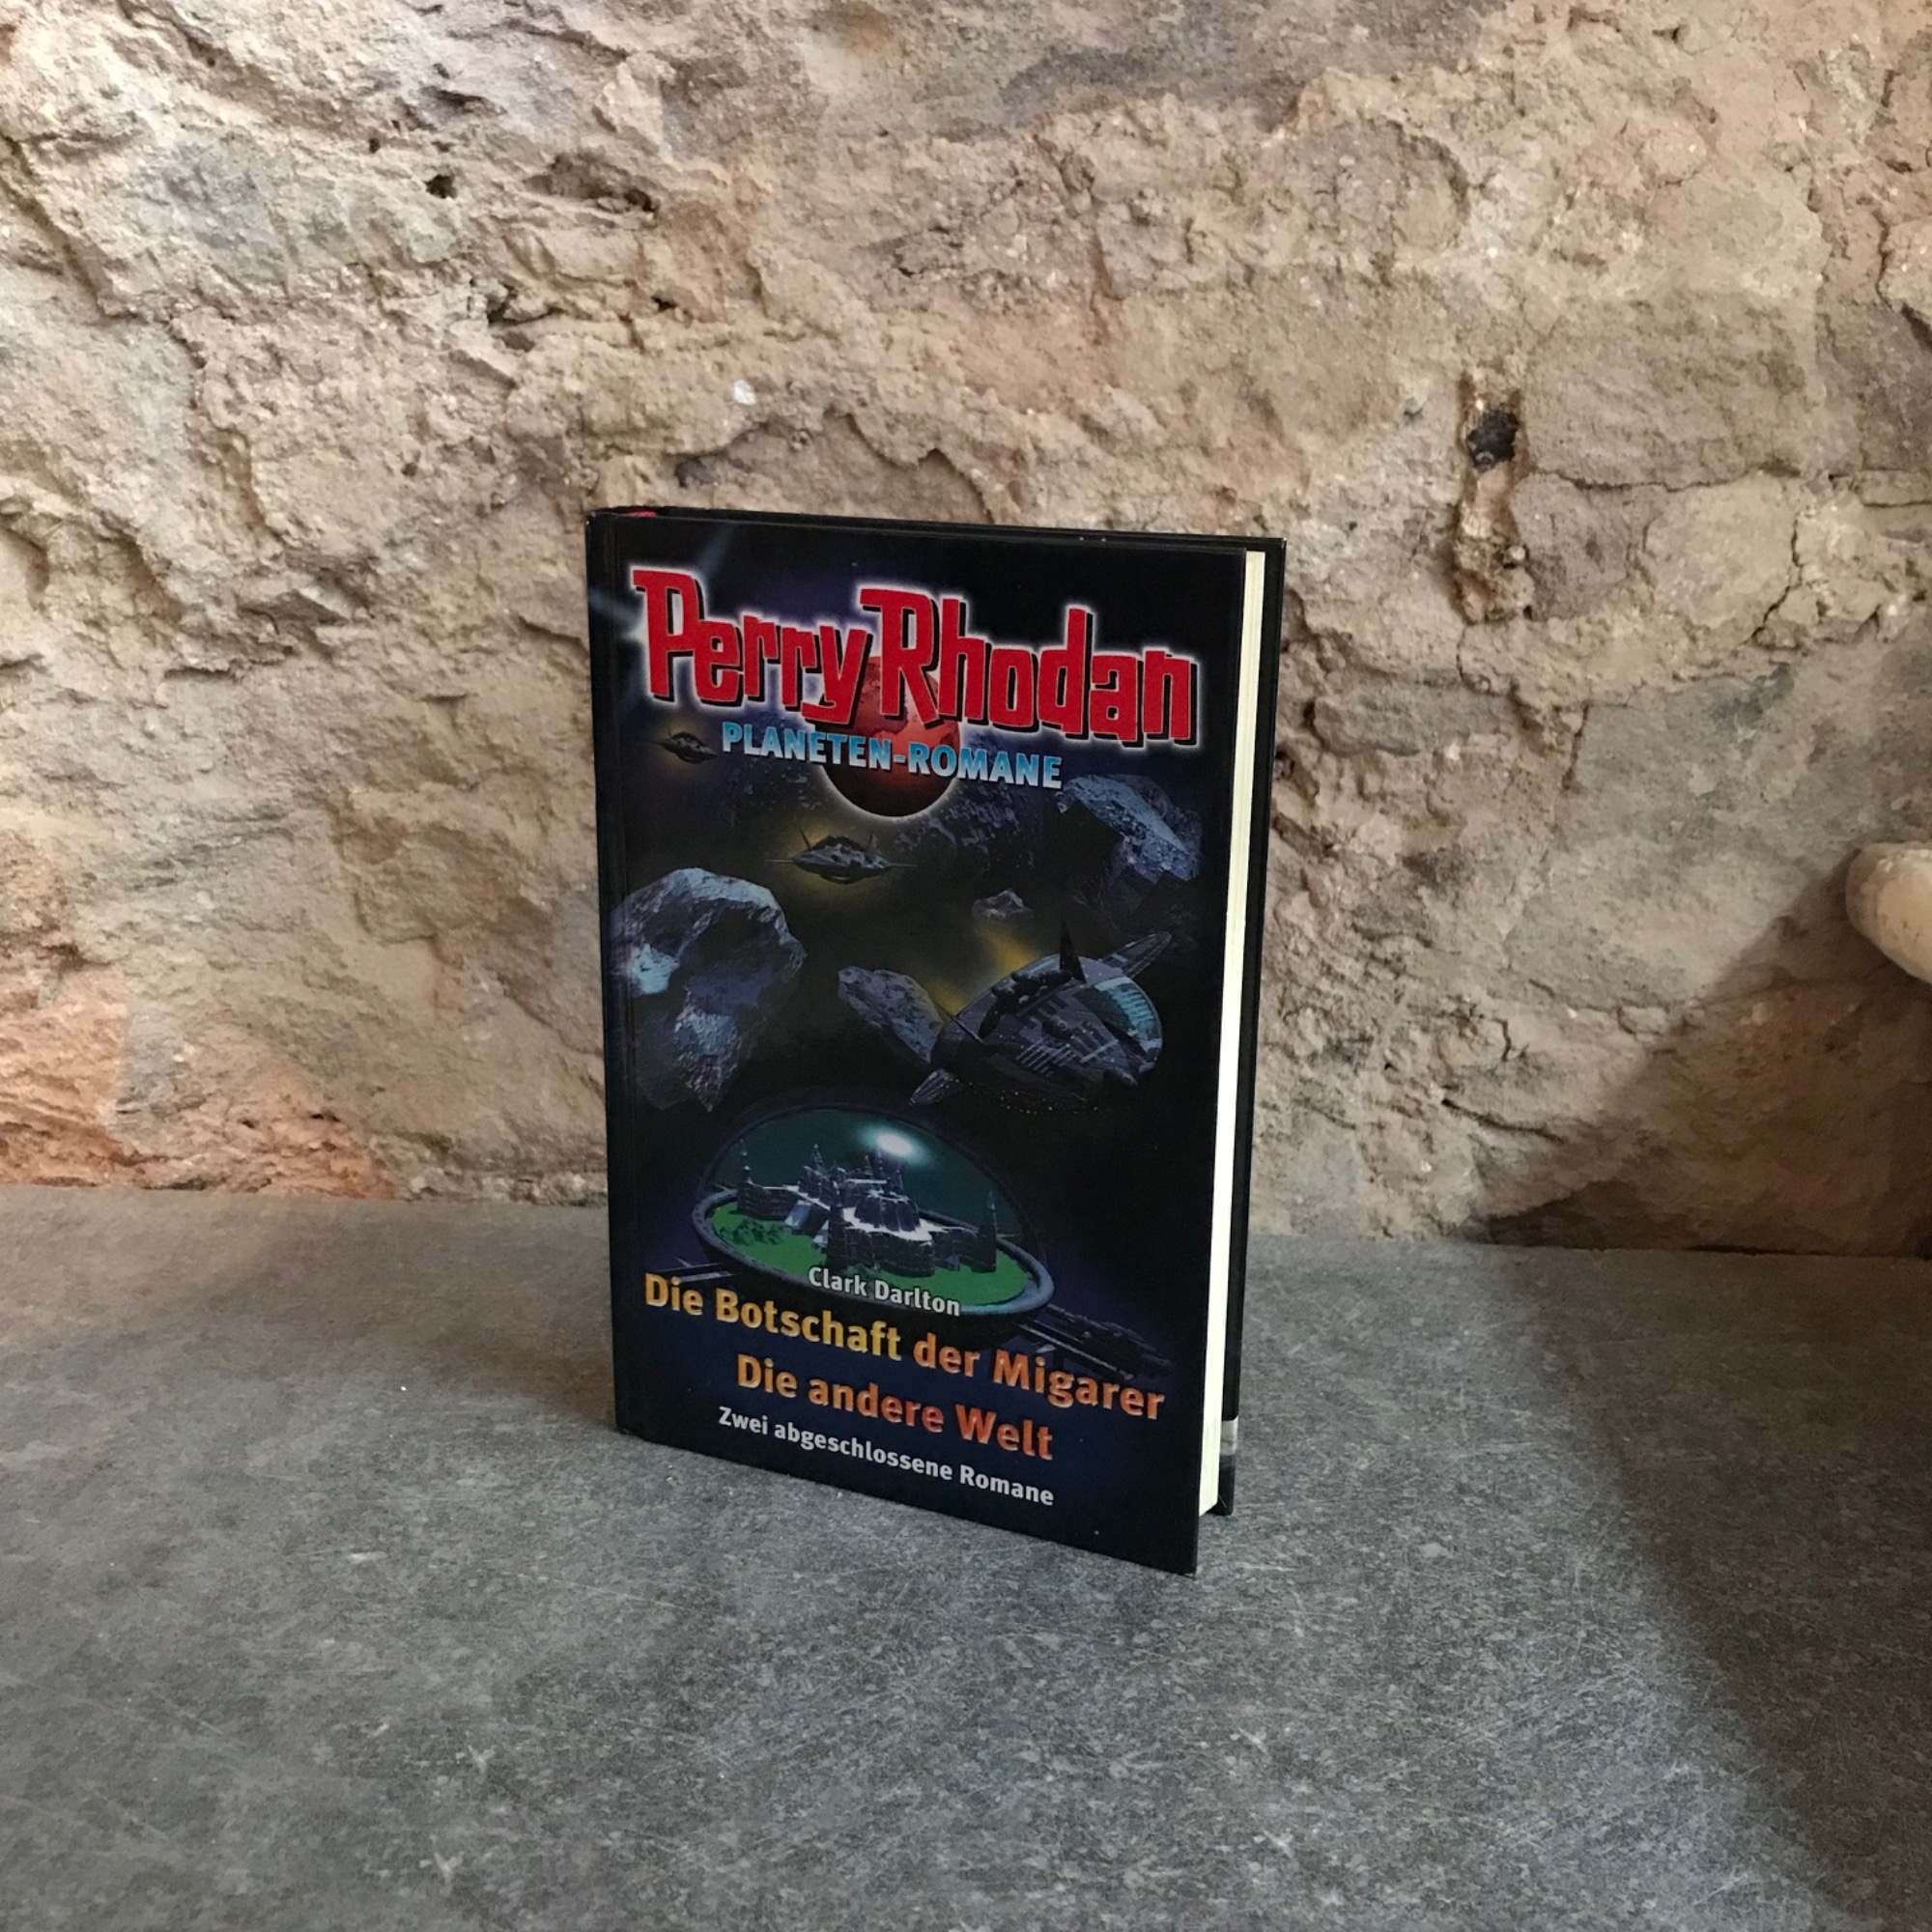 Perry Rhodan
PLANETEN-ROMANE
Clark Darlton
Die Botschaft der Migarer
Die andere Welt
Zwei abgeschlossene Romane